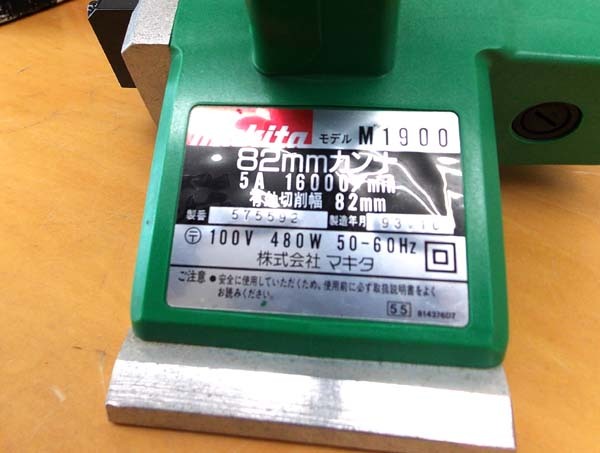 makita モデル M1900
82mmカンナ
5A 16000/min
有効切削幅 82mm
製番 575592 製造年月 93.10
〒 100V 480W 50-60Hz
株式会社 マキタ
ご注意 ●安全に使用していただくため、使用前に必ず取扱説明書をよく
お読みください。
55 814376D7